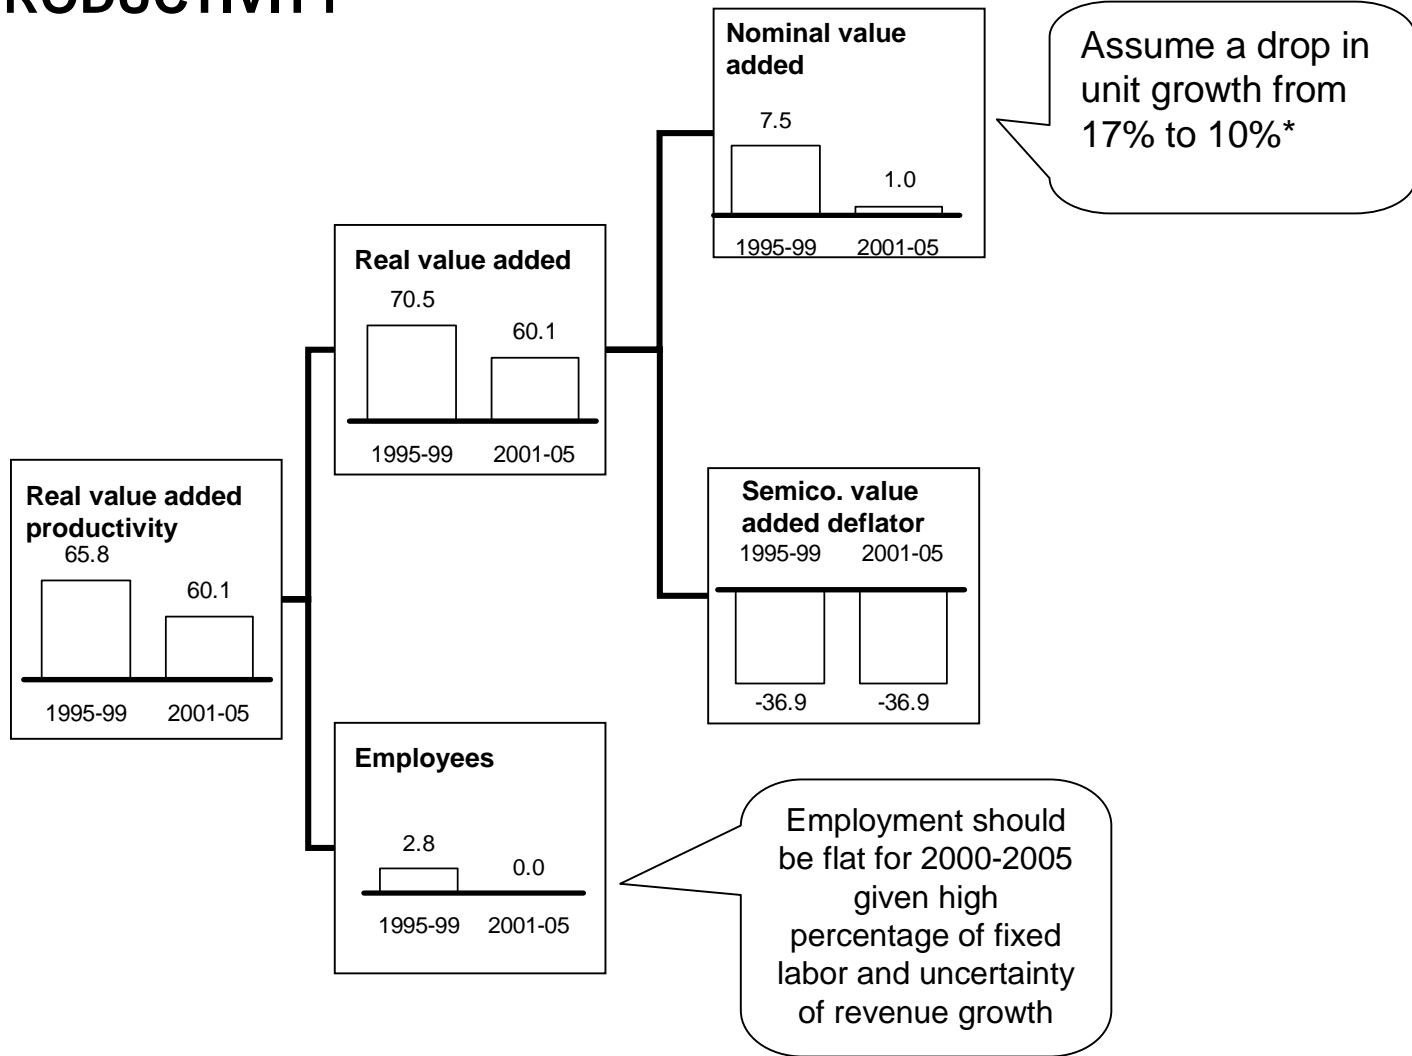 Nominal value
added
7.5
1.0
1995-99 2001-05
Assume a drop in
unit growth from
17% to 10%*
Real value added
70.5
60.1
1995-99 2001-05
Real value added
productivity
65.8
60.1
1995-99 2001-05
Semico. value
added deflator
1995-99 2001-05
-36.9 -36.9
Employees
2.8
0.0
1995-99 2001-05
Employment should
be flat for 2000-2005
given high
percentage of fixed
labor and uncertainty
of revenue growth